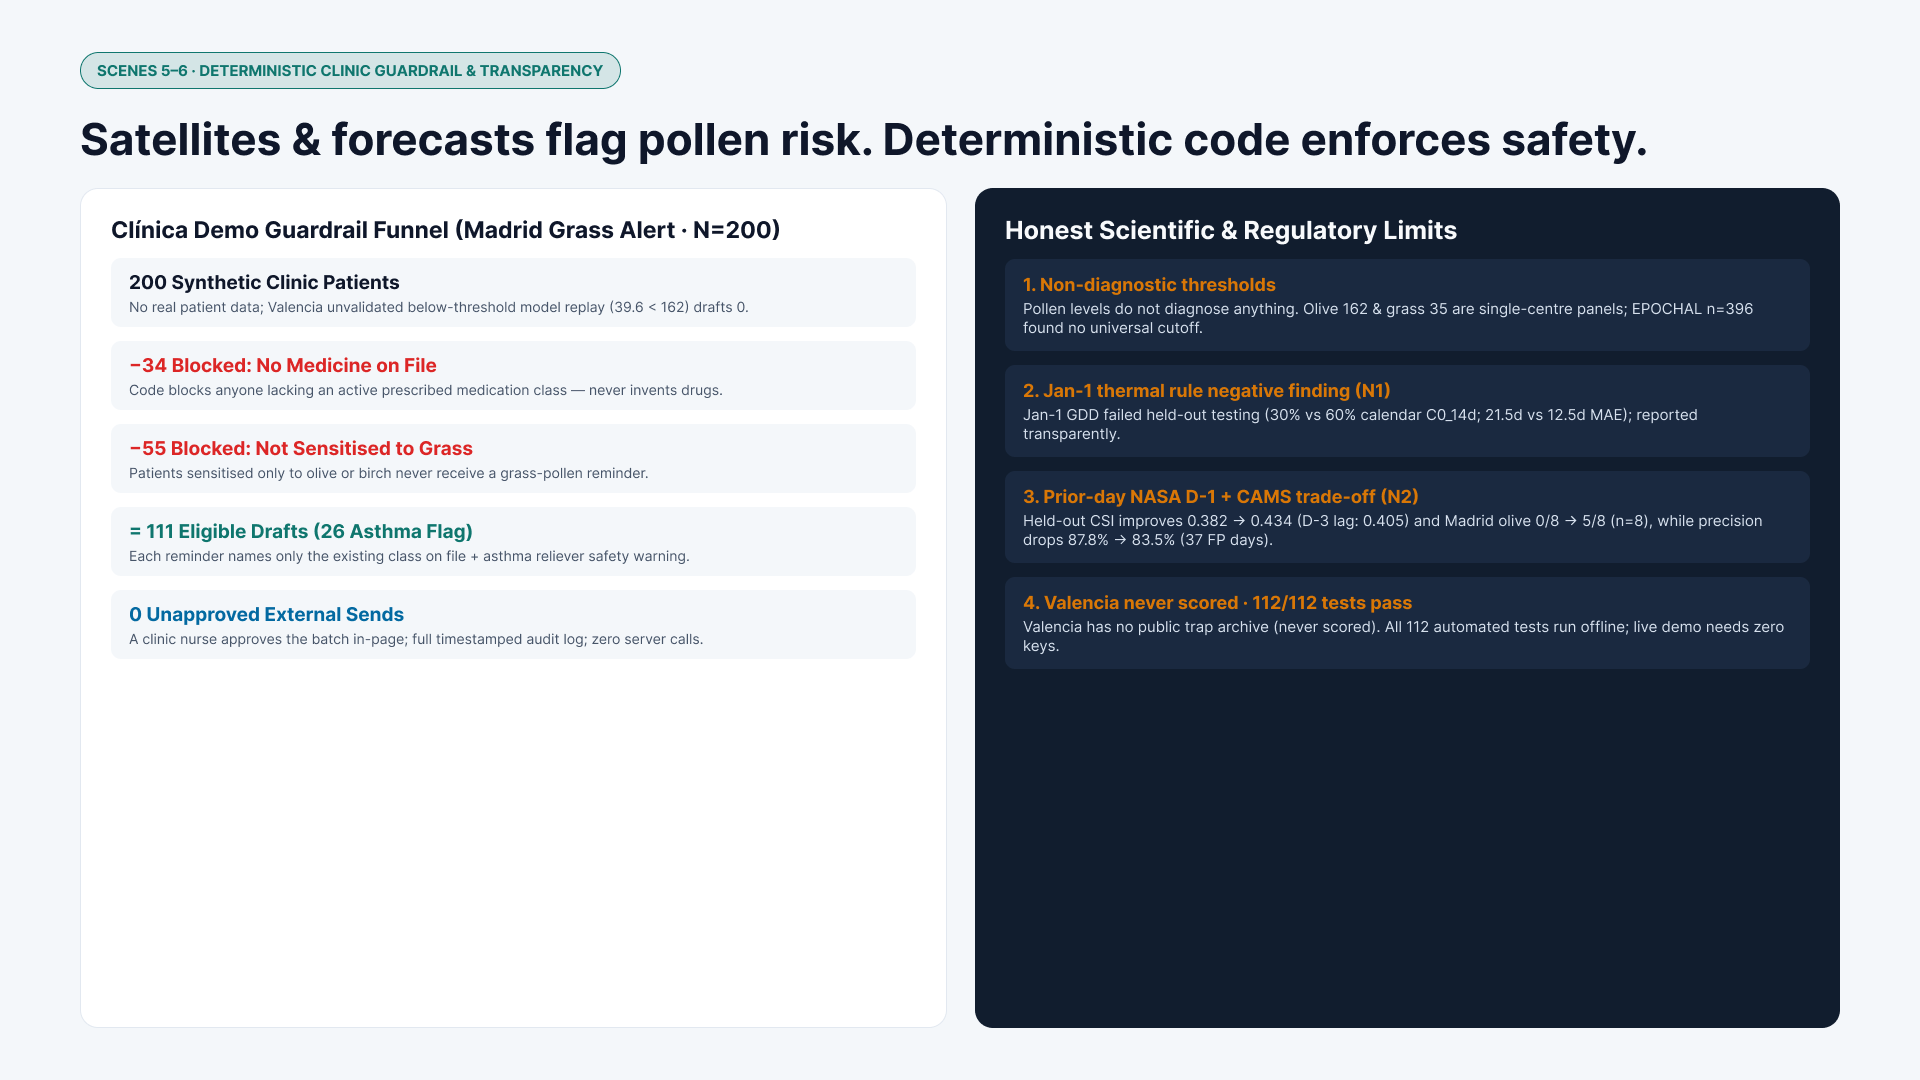 SCENES 5–6 · DETERMINISTIC CLINIC GUARDRAIL & TRANSPARENCY
Satellites & forecasts flag pollen risk. Deterministic code enforces safety.
Clínica Demo Guardrail Funnel (Madrid Grass Alert · N=200)
200 Synthetic Clinic Patients
No real patient data; Valencia unvalidated below-threshold model replay (39.6 < 162) drafts 0.
−34 Blocked: No Medicine on File
Code blocks anyone lacking an active prescribed medication class — never invents drugs.
−55 Blocked: Not Sensitised to Grass
Patients sensitised only to olive or birch never receive a grass-pollen reminder.
= 111 Eligible Drafts (26 Asthma Flag)
Each reminder names only the existing class on file + asthma reliever safety warning.
0 Unapproved External Sends
A clinic nurse approves the batch in-page; full timestamped audit log; zero server calls.
Honest Scientific & Regulatory Limits
1. Non-diagnostic thresholds
Pollen levels do not diagnose anything. Olive 162 & grass 35 are single-centre panels; EPOCHAL n=396
found no universal cutoff.
2. Jan-1 thermal rule negative finding (N1)
Jan-1 GDD failed held-out testing (30% vs 60% calendar C0_14d; 21.5d vs 12.5d MAE); reported
transparently.
3. Prior-day NASA D-1 + CAMS trade-off (N2)
Held-out CSI improves 0.382 → 0.434 (D-3 lag: 0.405) and Madrid olive 0/8 → 5/8 (n=8), while precision
drops 87.8% → 83.5% (37 FP days).
4. Valencia never scored · 112/112 tests pass
Valencia has no public trap archive (never scored). All 112 automated tests run offline; live demo needs zero
keys.